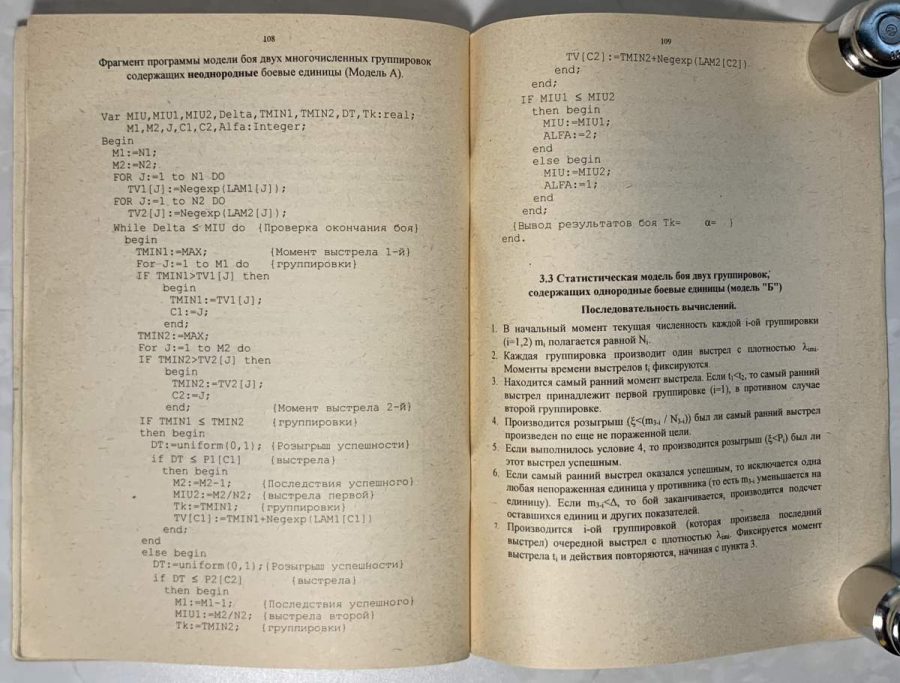 108
Фрагмент программы модели боя двух многочисленных группировок
содержащих неоднородные боевые единицы (Модель А).
Var MIU,MIU1,MIU2,Delta,TMIN1,TMIN2,DT,Tk:real;
M1,M2,J,C1,C2,Alfa:Integer;
Begin
M1:=N1;
M2:=N2;
FOR J:=1 to N1 DO
TV1[J]:=Negexp(LAM1[J]);
FOR J:=1 to N2 DO
TV2[J]:=Negexp(LAM2[J]);
While Delta ≤ MIU do {Проверка окончания боя}
begin
TMIN1:=MAX; {Момент выстрела 1-й}
For J:=1 to M1 do {группировки}
IF TMIN1>TV1[J] then
begin
TMIN1:=TV1[J];
C1:=J;
end;
TMIN2:=MAX;
For J:=1 to M2 do
IF TMIN2>TV2[J] then
begin
TMIN2:=TV2[J];
C2:=J;
end; {Момент выстрела 2-й}
IF TMIN1 ≤ TMIN2 {группировки}
then begin
DT:=uniform(0,1); {Розыгрыш успешности}
if DT ≤ P1[C1] {выстрела}
then begin
M2:=M2-1; {Последствия успешного}
MIU2:=M2/N2; {выстрела первой}
Tk:=TMIN1; {группировки}
TV[C1]:=TMIN1+Negexp(LAM1[C1])
end;
end
else begin
DT:=uniform(0,1);{Розыгрыш успешности}
if DT ≤ P2[C2] {выстрела}
then begin
M1:=M1-1; {Последствия успешного}
MIU1:=M2/N2; {выстрела второй}
Tk:=TMIN2; {группировки}
109
TV[C2]:=TMIN2+Negexp(LAM2[C2])
end;
end;
IF MIU1 ≤ MIU2
then begin
MIU:=MIU1;
ALFA:=2;
end
else begin
MIU:=MIU2;
ALFA:=1;
end
end;
{Вывод результатов боя Tk= α= }
end.
3.3 Статистическая модель боя двух группировок,
содержащих однородные боевые единицы (модель "Б")
Последовательность вычислений.
1. В начальный момент текущая численность каждой i-ой группировки
(i=1,2) mᵢ полагается равной Nᵢ.
2. Каждая группировка производит один выстрел с плотностью λᵢₘᵢ.
Моменты времени выстрелов tᵢ фиксируются.
3. Находится самый ранний момент выстрела. Если t₁<t₂, то самый ранний
выстрел принадлежит первой группировке (i=1), в противном случае
второй группировке.
4. Производится розыгрыш (ξ<(m₃₋ᵢ / N₃₋ᵢ)) был ли самый ранний выстрел
произведен по еще не пораженной цели.
5. Если выполнилось условие 4, то производится розыгрыш (ξ<Pᵢ) был ли
этот выстрел успешным.
6. Если самый ранний выстрел оказался успешным, то исключается одна
любая непораженная единица у противника (то есть m₃₋ᵢ уменьшается на
единицу). Если m₃₋ᵢ<Δ, то бой заканчивается, производится подсчет
оставшихся единиц и других показателей.
7. Производится i-ой группировкой (которая произвела последний
выстрел) очередной выстрел с плотностью λᵢₘᵢ. Фиксируется момент
выстрела tᵢ и действия повторяются, начиная с пункта 3.